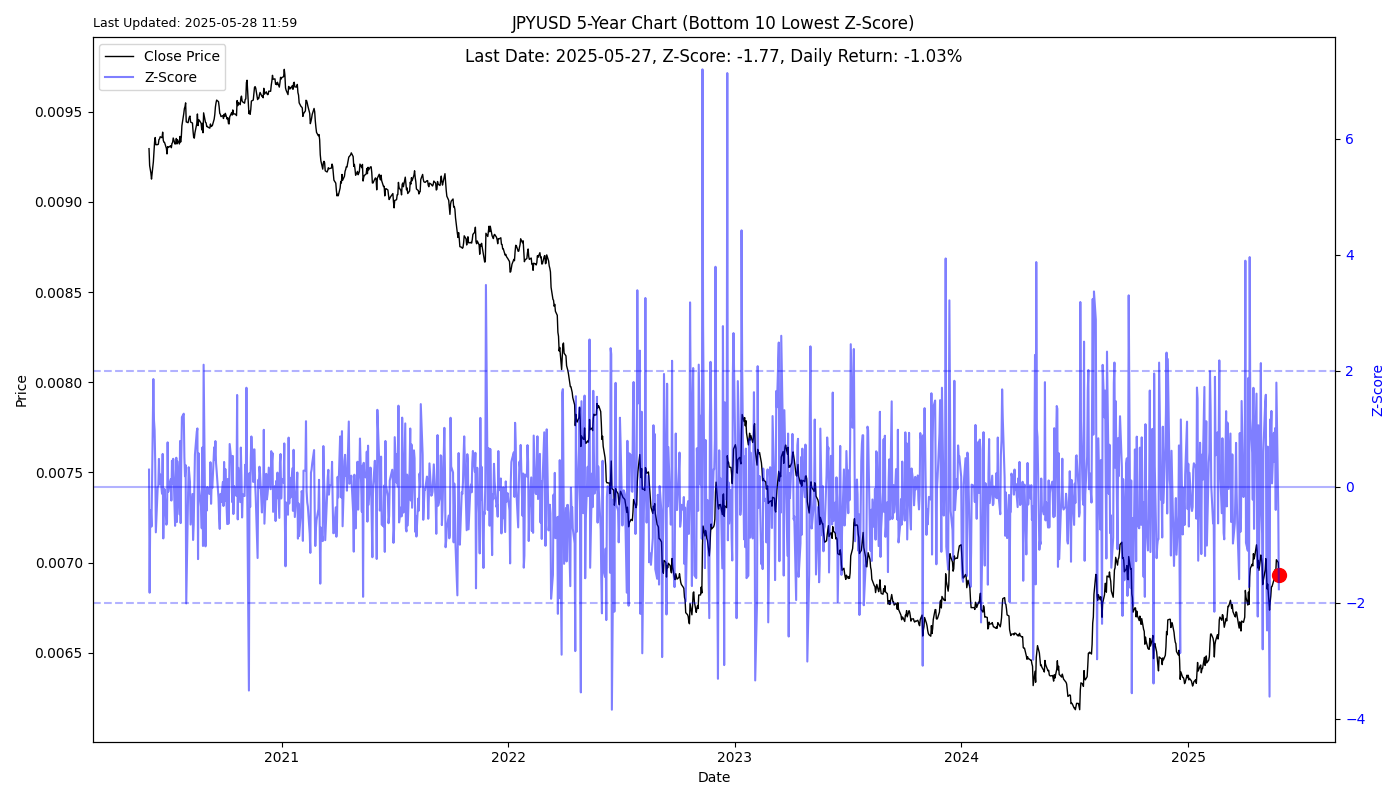 Last Updated: 2025-05-28 11:59
JPYUSD 5-Year Chart (Bottom 10 Lowest Z-Score)
Last Date: 2025-05-27, Z-Score: -1.77, Daily Return: -1.03%
Close Price
Z-Score
0.0095
0.0090
0.0085
0.0080
0.0075
0.0070
0.0065
Price
6
4
2
0
−2
−4
Z-Score
2021
2022
2023
2024
2025
Date